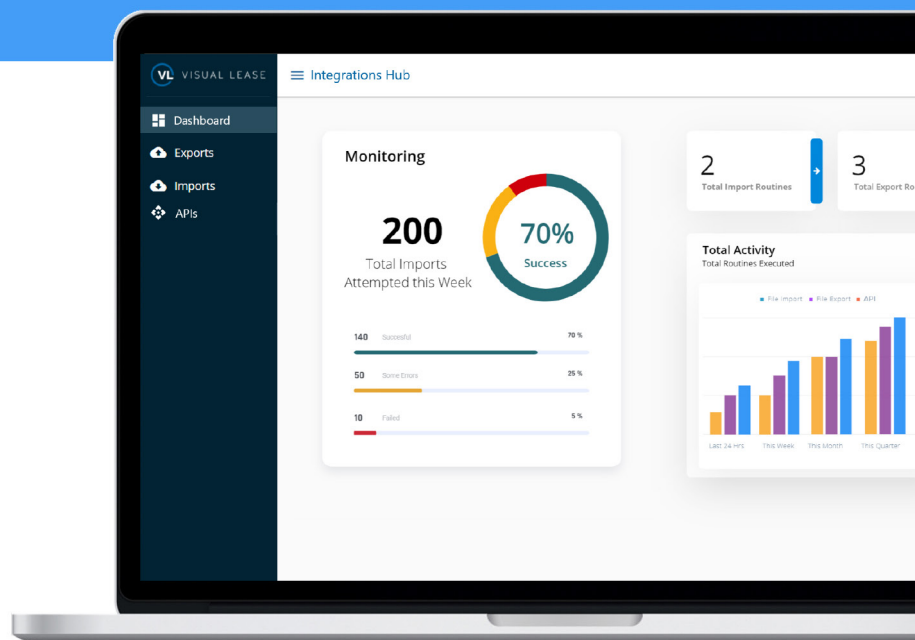 VL VISUAL LEASE
Integrations Hub
Dashboard
Exports
Imports
APIs
Monitoring
200
Total Imports
Attempted this Week
70%
Success
140 Succesful 70 %
50 Some Errors 25 %
10 Failed 5 %
2
Total Import Routines
3
Total Export Ro
Total Activity
Total Routines Executed
File Import File Export API
Last 24 Hrs This Week This Month This Quarter